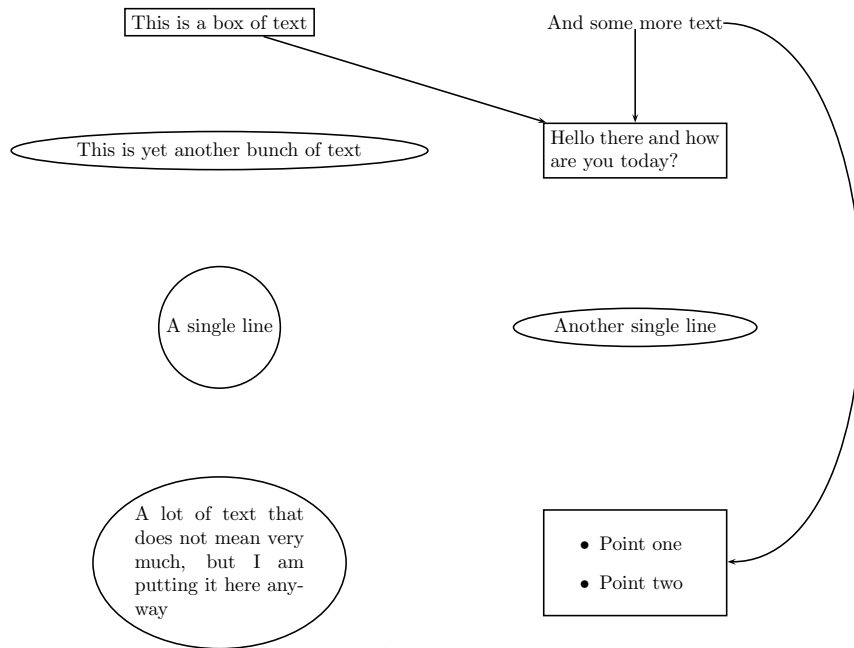 This is a box of text
And some more text
This is yet another bunch of text
Hello there and how
are you today?
A single line
Another single line
A lot of text that
does not mean very
much, but I am
putting it here any-
way
• Point one
• Point two